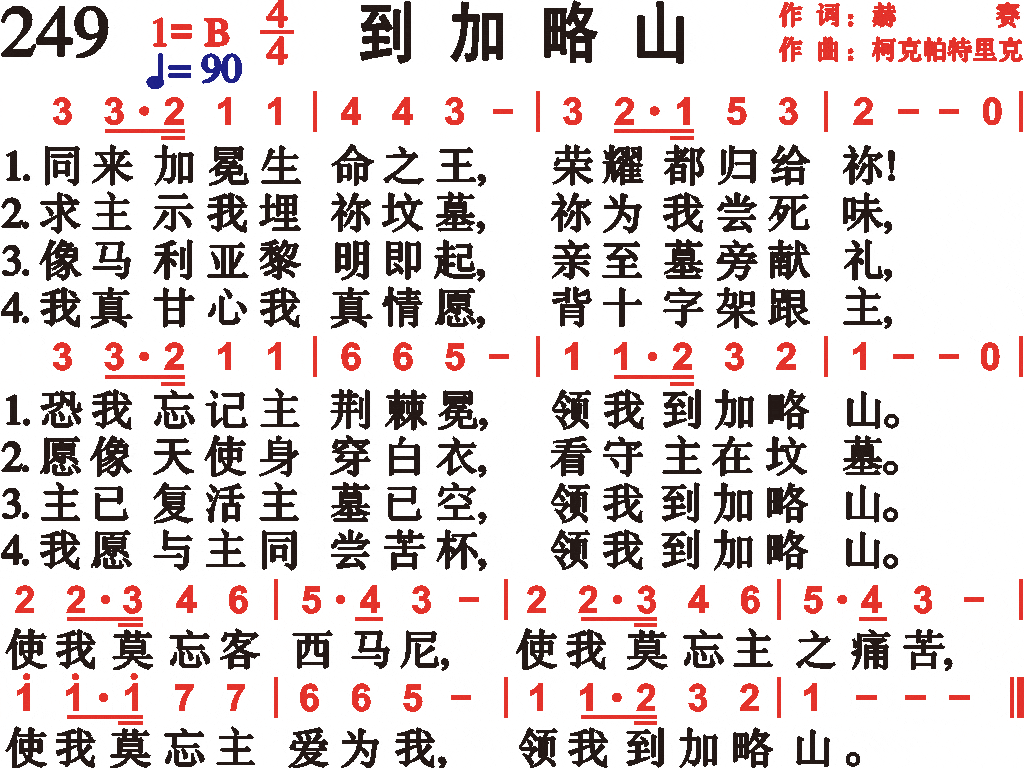 249 1= B 4/4 到加略山 作词：赫 赛
♩= 90 作曲：柯克帕特里克
3 3·2 1 1 | 4 4 3 - | 3 2·1 5 3 | 2 - - 0 |
1.同来加冕生命之王, 荣耀都归给祢!
2.求主示我埋祢坟墓, 祢为我尝死味,
3.像马利亚黎明即起, 亲至墓旁献礼,
4.我真甘心我真情愿, 背十字架跟主,
3 3·2 1 1 | 6 6 5 - | 1 1·2 3 2 | 1 - - 0 |
1.恐我忘记主荆棘冕, 领我到加略山。
2.愿像天使身穿白衣, 看守主在坟墓。
3.主已复活主墓已空, 领我到加略山。
4.我愿与主同尝苦杯, 领我到加略山。
2 2·3 4 6 | 5·4 3 - | 2 2·3 4 6 | 5·4 3 - |
使我莫忘客西马尼, 使我莫忘主之痛苦,
i i·i 7 7 | 6 6 5 - | 1 1·2 3 2 | 1 - - - ‖
使我莫忘主爱为我, 领我到加略山。